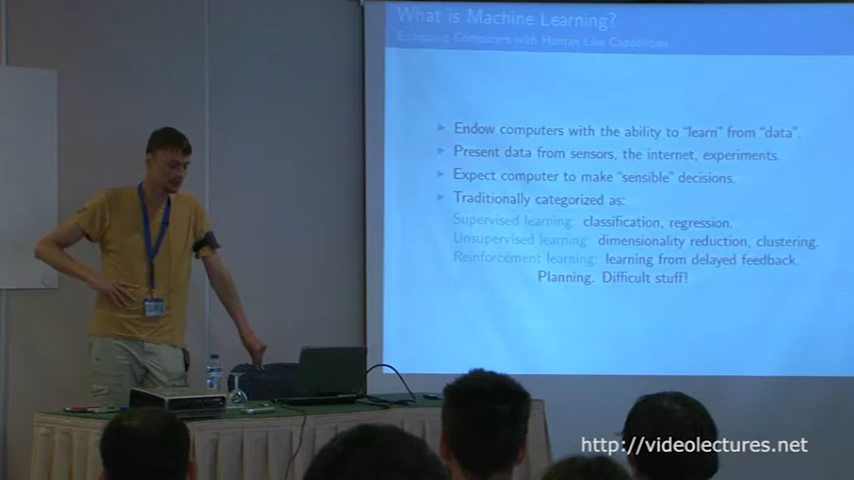 What is Machine Learning?
Equipping Computers with Human Like Capabilities
Endow computers with the ability to "learn" from "data".
Present data from sensors, the internet, experiments.
Expect computer to make "sensible" decisions.
Traditionally categorized as:
Supervised learning: classification, regression.
Unsupervised learning: dimensionality reduction, clustering.
Reinforcement learning: learning from delayed feedback.
Planning. Difficult stuff!
http://videolectures.net